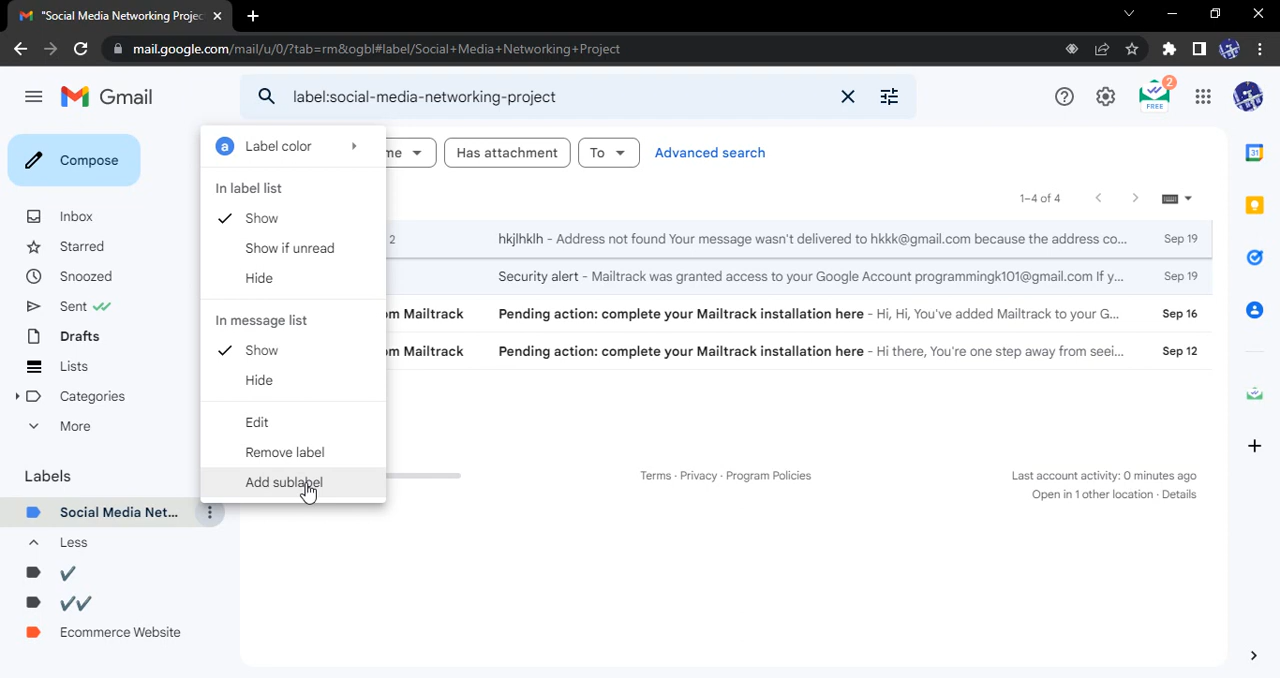 "Social Media Networking Projec
mail.google.com/mail/u/0/?tab=rm&ogbl#label/Social+Media+Networking+Project
Gmail
label:social-media-networking-project
2
FREE
Compose
Inbox
Starred
Snoozed
Sent
Drafts
Lists
Categories
More
Labels
Social Media Net...
Less
Ecommerce Website
a Label color
In label list
Show
Show if unread
Hide
In message list
Show
Hide
Edit
Remove label
Add sublabel
me
Has attachment
To
Advanced search
1–4 of 4
2 hkjlhklh - Address not found Your message wasn't delivered to hkkk@gmail.com because the address co... Sep 19
Security alert - Mailtrack was granted access to your Google Account programmingk101@gmail.com If y... Sep 19
om Mailtrack Pending action: complete your Mailtrack installation here - Hi, Hi, You've added Mailtrack to your G... Sep 16
om Mailtrack Pending action: complete your Mailtrack installation here - Hi there, You're one step away from seei... Sep 12
Terms · Privacy · Program Policies
Last account activity: 0 minutes ago
Open in 1 other location · Details
31